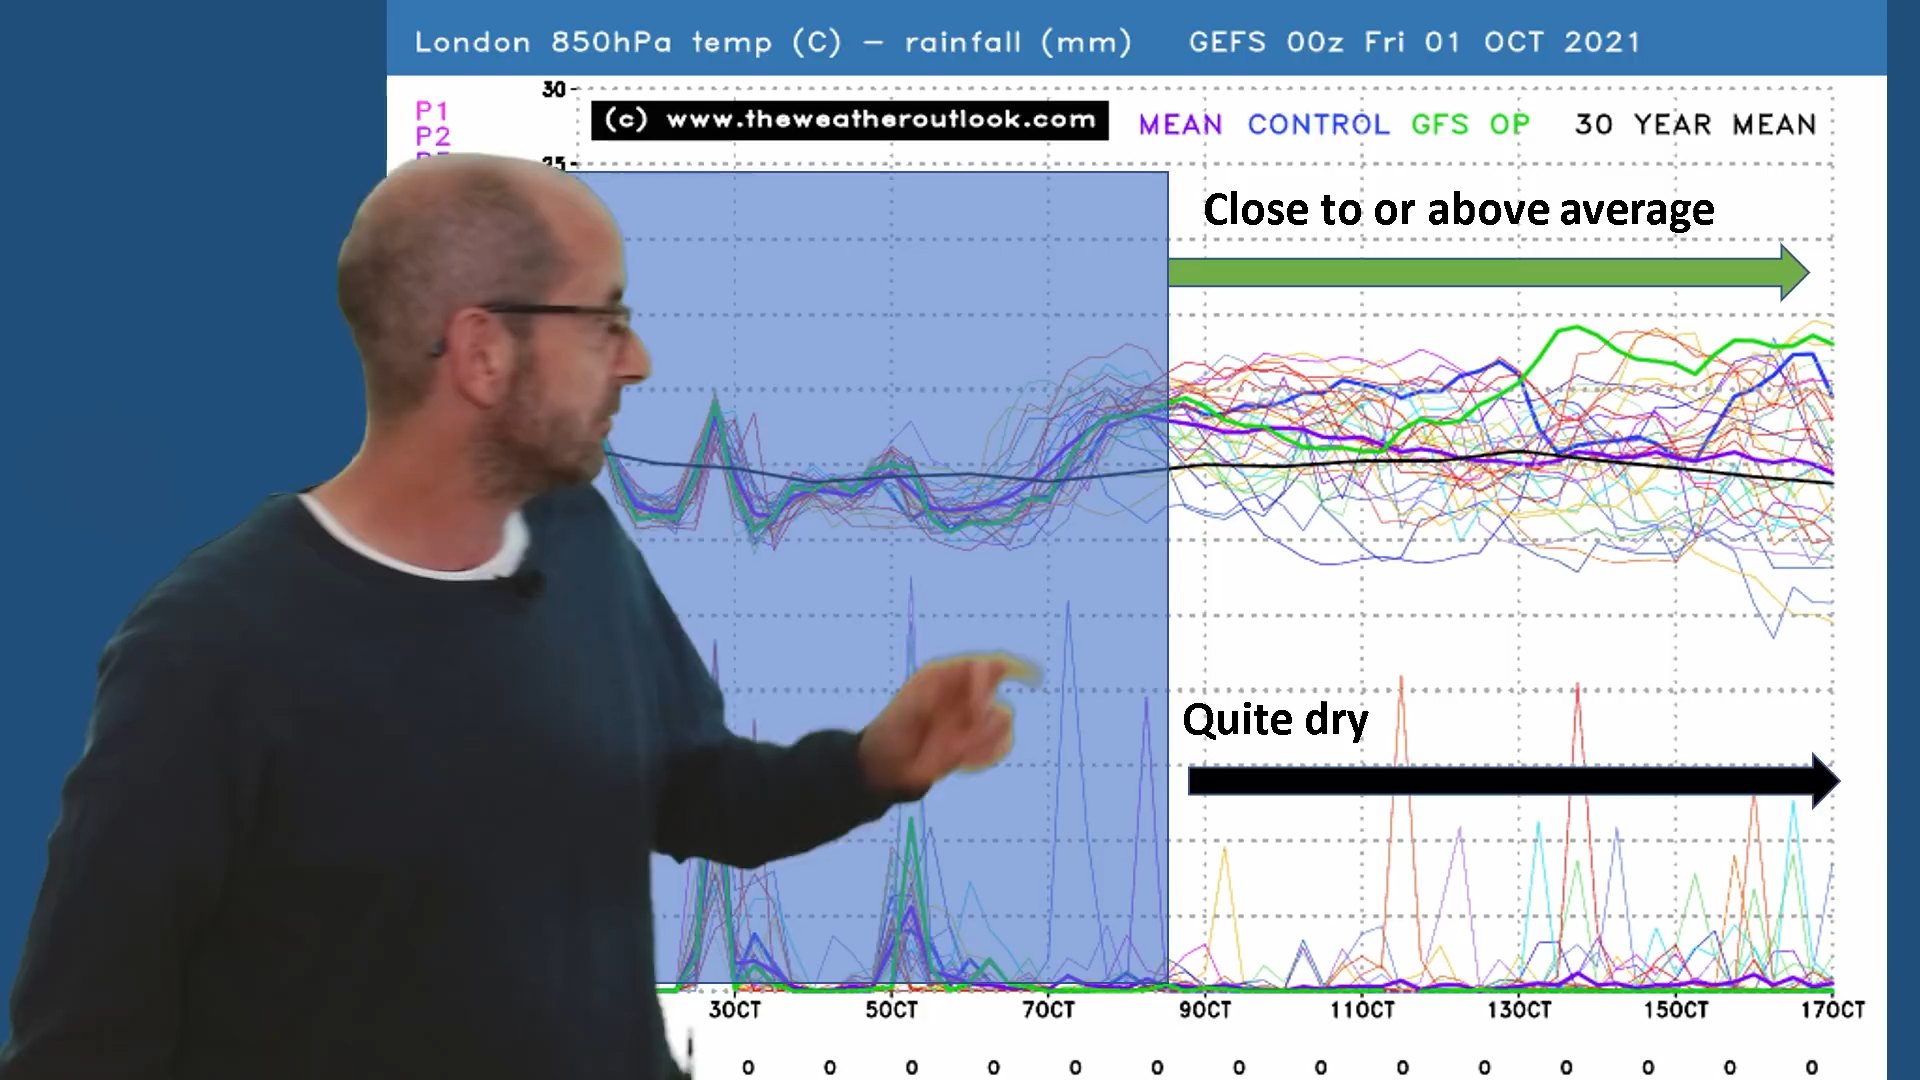 London 850hPa temp (C) – rainfall (mm) GEFS 00z Fri 01 OCT 2021
30
P1
(c) www.theweatheroutlook.com MEAN CONTROL GFS OP 30 YEAR MEAN
P2
25
Close to or above average
Quite dry
3OCT 5OCT 7OCT 9OCT 11OCT 13OCT 15OCT 17OCT
0 0 0 0 0 0 0 0 0 0 0 0 0 0